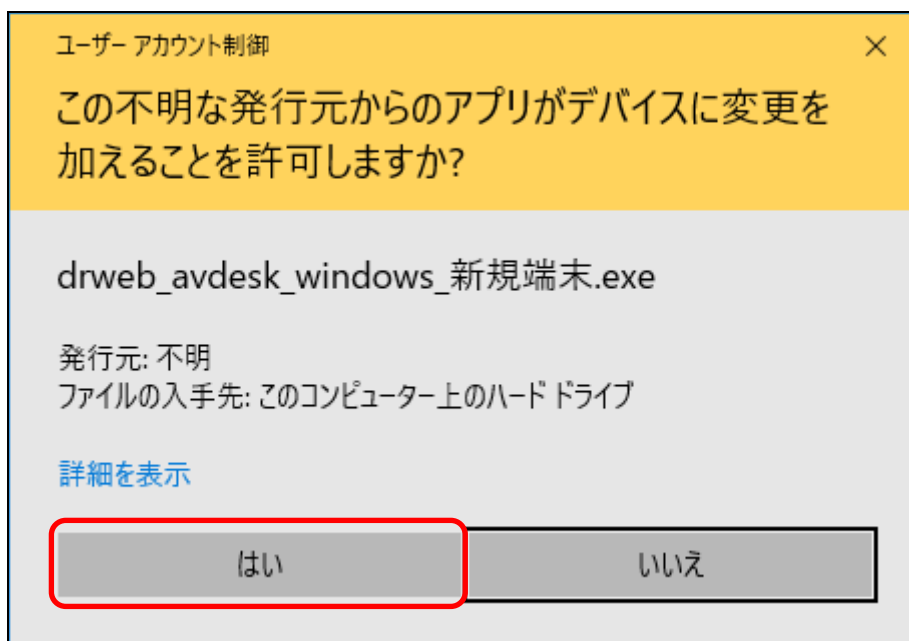 ユーザー アカウント制御
この不明な発行元からのアプリがデバイスに変更を
加えることを許可しますか?
drweb_avdesk_windows_新規端末.exe
発行元: 不明
ファイルの入手先: このコンピューター上のハード ドライブ
詳細を表示
はい
いいえ